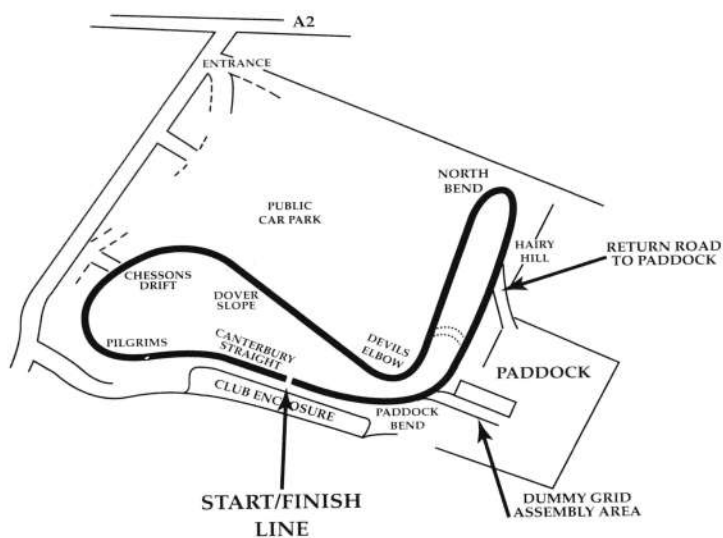 A2
ENTRANCE
NORTH
BEND
PUBLIC
CAR PARK
HAIRY
HILL
RETURN ROAD
TO PADDOCK
CHESSONS
DRIFT
DOVER
SLOPE
PILGRIMS
CANTERBURY
STRAIGHT
DEVILS
ELBOW
PADDOCK
CLUB ENCLOSURE
PADDOCK
BEND
START/FINISH
LINE
DUMMY GRID
ASSEMBLY AREA